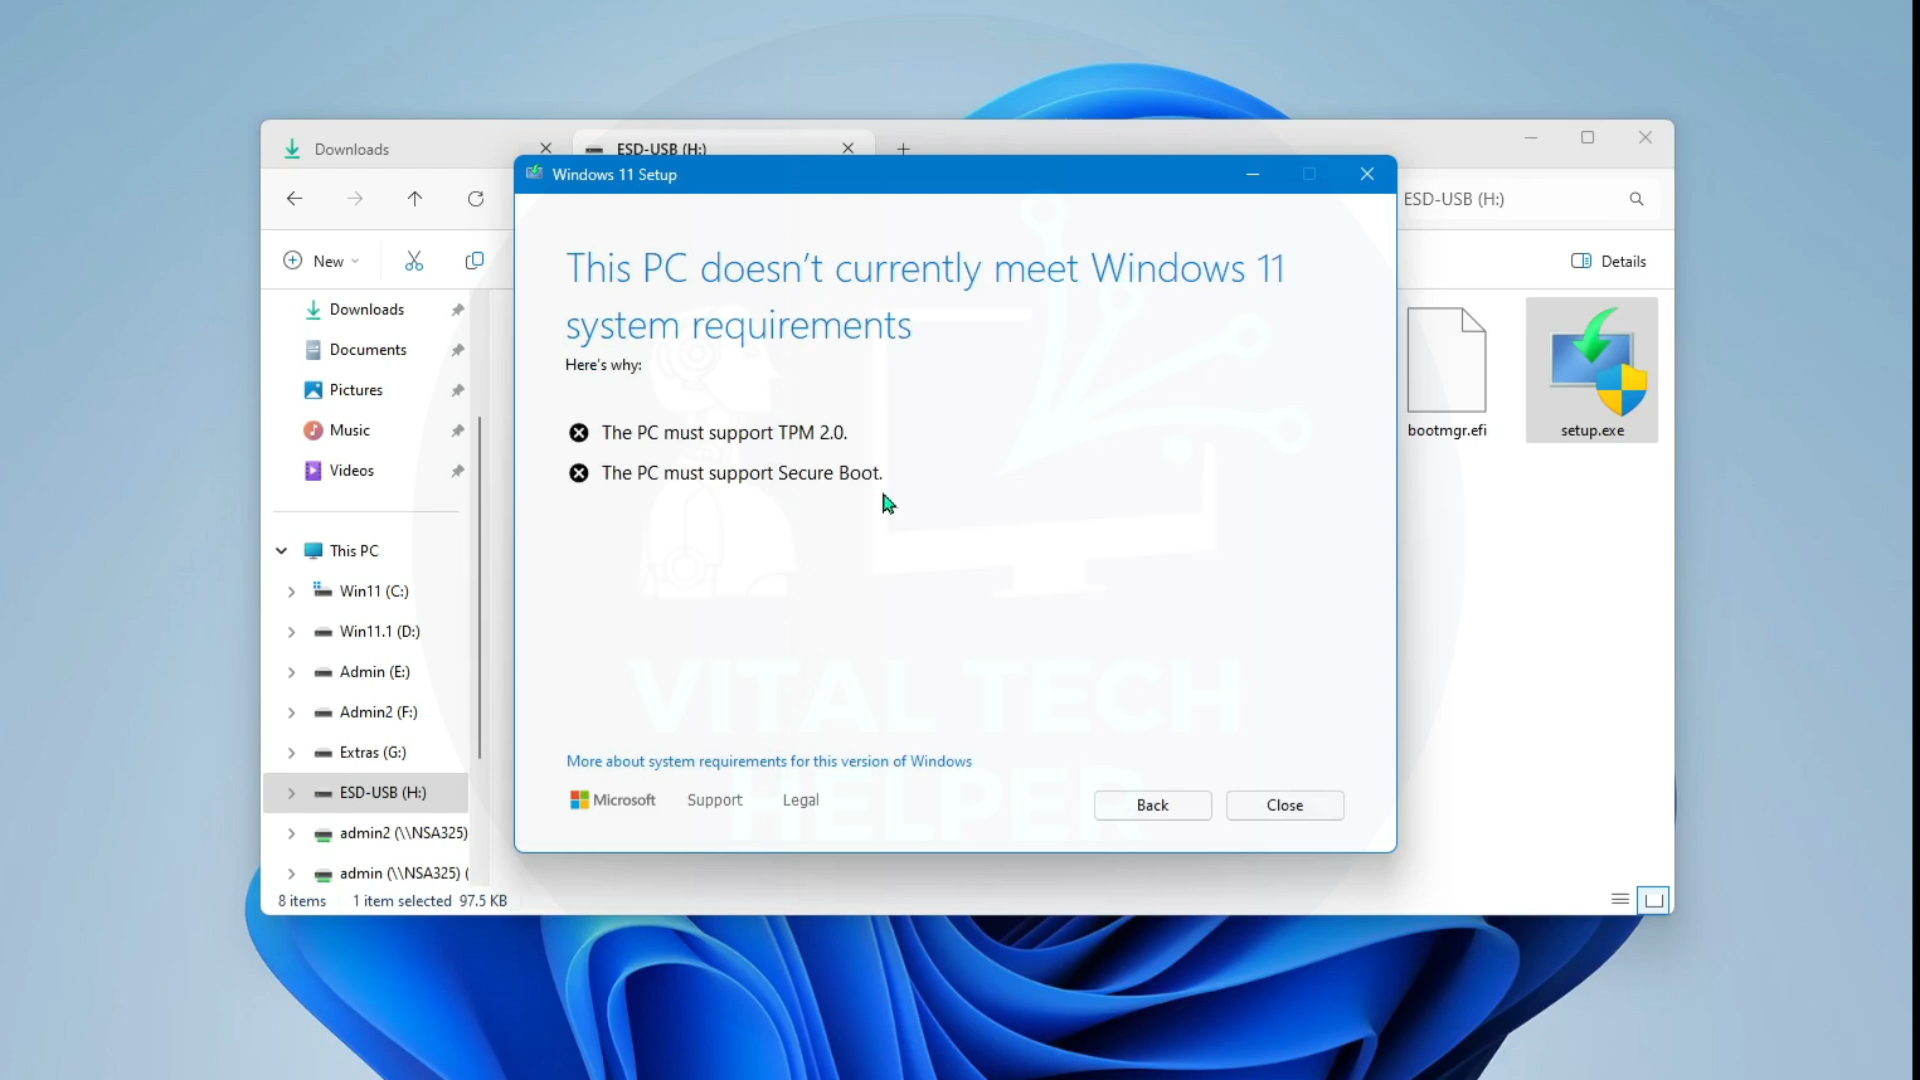 Downloads
ESD-USB (H:)
Windows 11 Setup
ESD-USB (H:)
New
Details
This PC doesn't currently meet Windows 11
system requirements
Here's why:
The PC must support TPM 2.0.
The PC must support Secure Boot.
Downloads
Documents
Pictures
Music
Videos
This PC
Win11 (C:)
Win11.1 (D:)
Admin (E:)
Admin2 (F:)
Extras (G:)
ESD-USB (H:)
admin2 (\\NSA325)
admin (\\NSA325) (
bootmgr.efi
setup.exe
VITAL TECH
HELPER
More about system requirements for this version of Windows
Microsoft
Support
Legal
Back
Close
8 items
1 item selected 97.5 KB